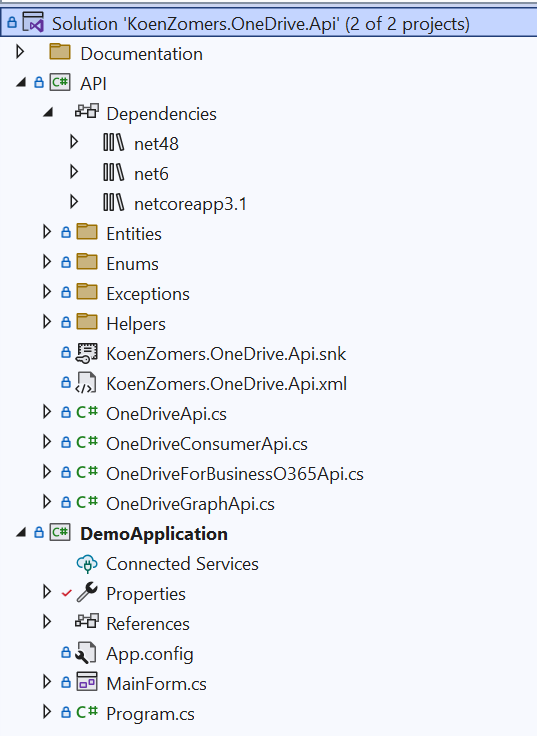 Solution 'KoenZomers.OneDrive.Api' (2 of 2 projects)
Documentation
C# API
Dependencies
net48
net6
netcoreapp3.1
Entities
Enums
Exceptions
Helpers
KoenZomers.OneDrive.Api.snk
KoenZomers.OneDrive.Api.xml
C# OneDriveApi.cs
C# OneDriveConsumerApi.cs
C# OneDriveForBusinessO365Api.cs
C# OneDriveGraphApi.cs
C# DemoApplication
Connected Services
Properties
References
App.config
MainForm.cs
C# Program.cs